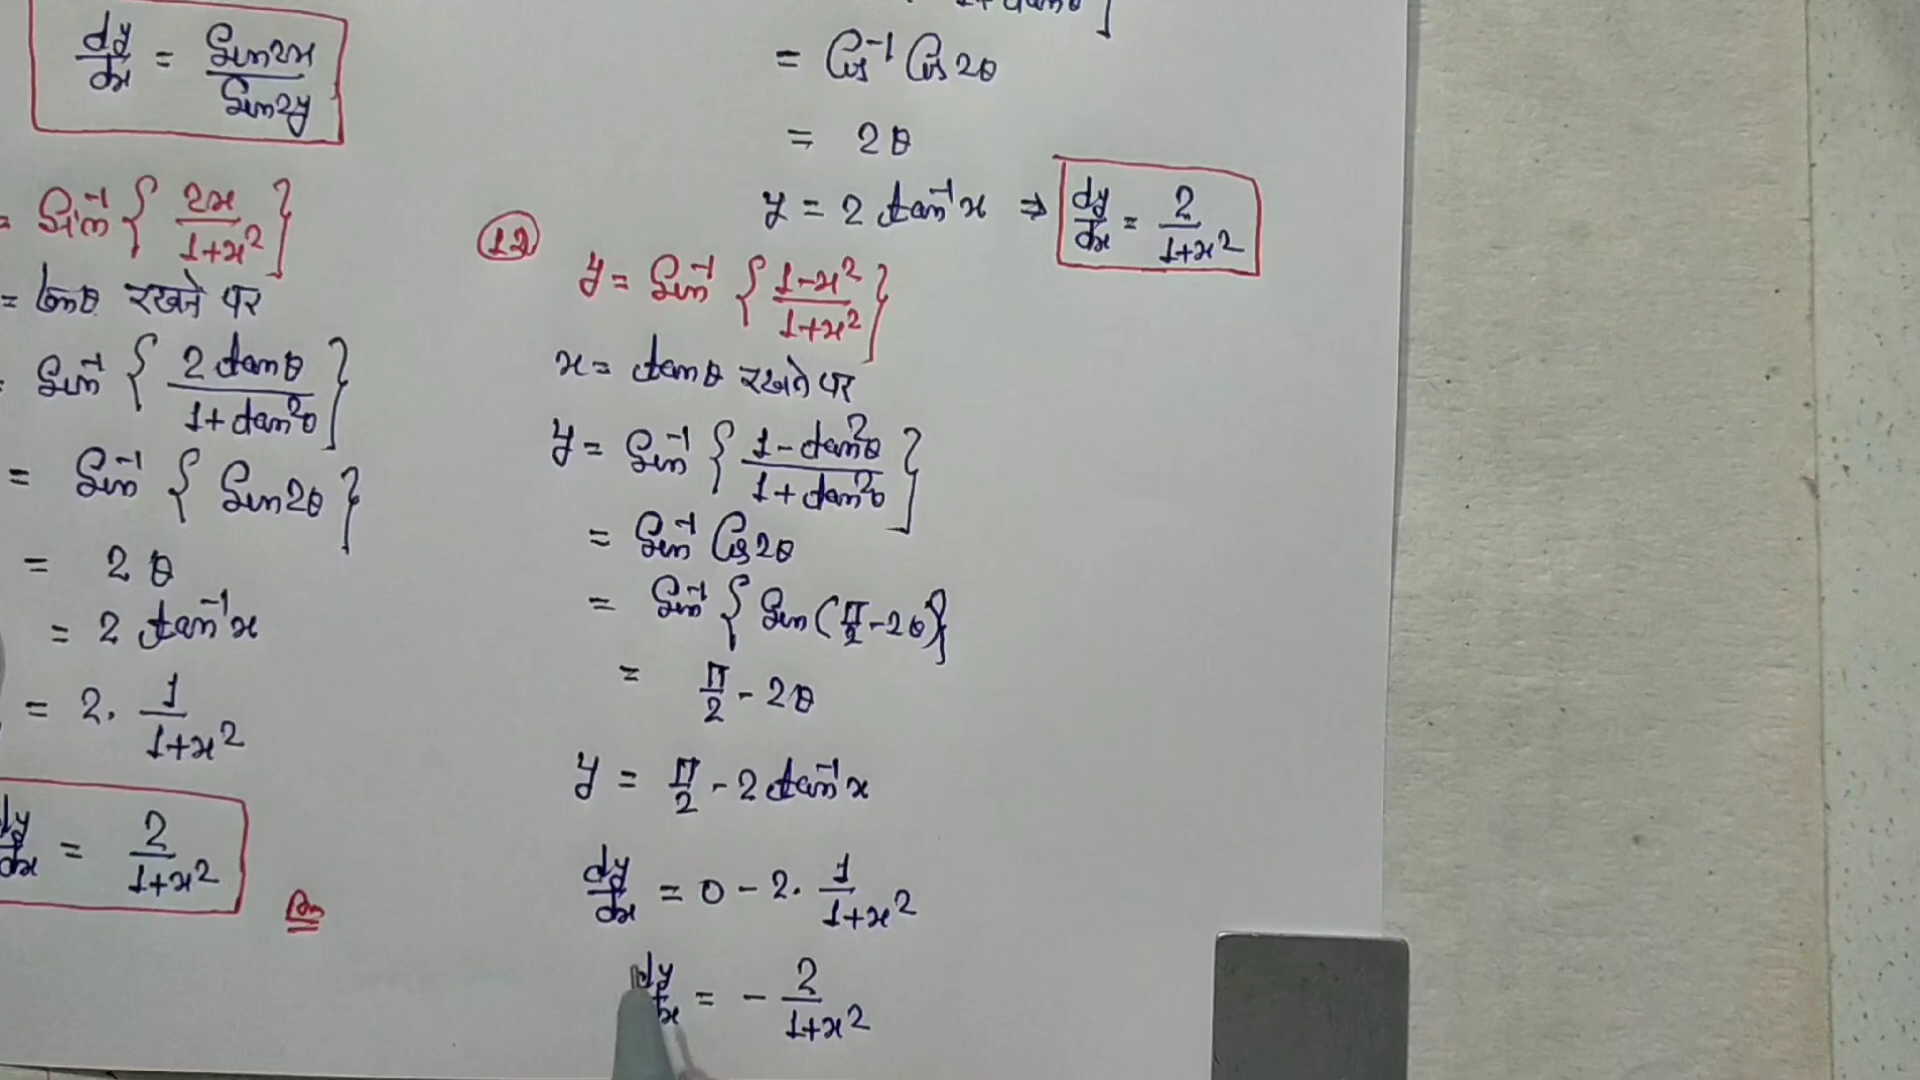 dy/dx = Sin2x/Sin2y
= Sin⁻¹ { 2x/1+x² }
= tanθ रखने पर
Sin⁻¹ { 2 tanθ/1+tan²θ }
= Sin⁻¹ { Sin2θ }
= 2θ
= 2 tan⁻¹x
= 2. 1/1+x²
dy/dx = 2/1+x²
Ans
= Cos⁻¹ Cos2θ
= 2θ
y = 2 tan⁻¹x ⇒ dy/dx = 2/1+x²
12
y = Sin⁻¹ { 1-x²/1+x² }
x = tanθ रखने पर
y = Sin⁻¹ { 1-tan²θ/1+tan²θ }
= Sin⁻¹ Cos2θ
= Sin⁻¹ { Sin(π/2-2θ) }
= π/2 - 2θ
y = π/2 - 2 tan⁻¹x
dy/dx = 0 - 2. 1/1+x²
dy/dx = - 2/1+x²